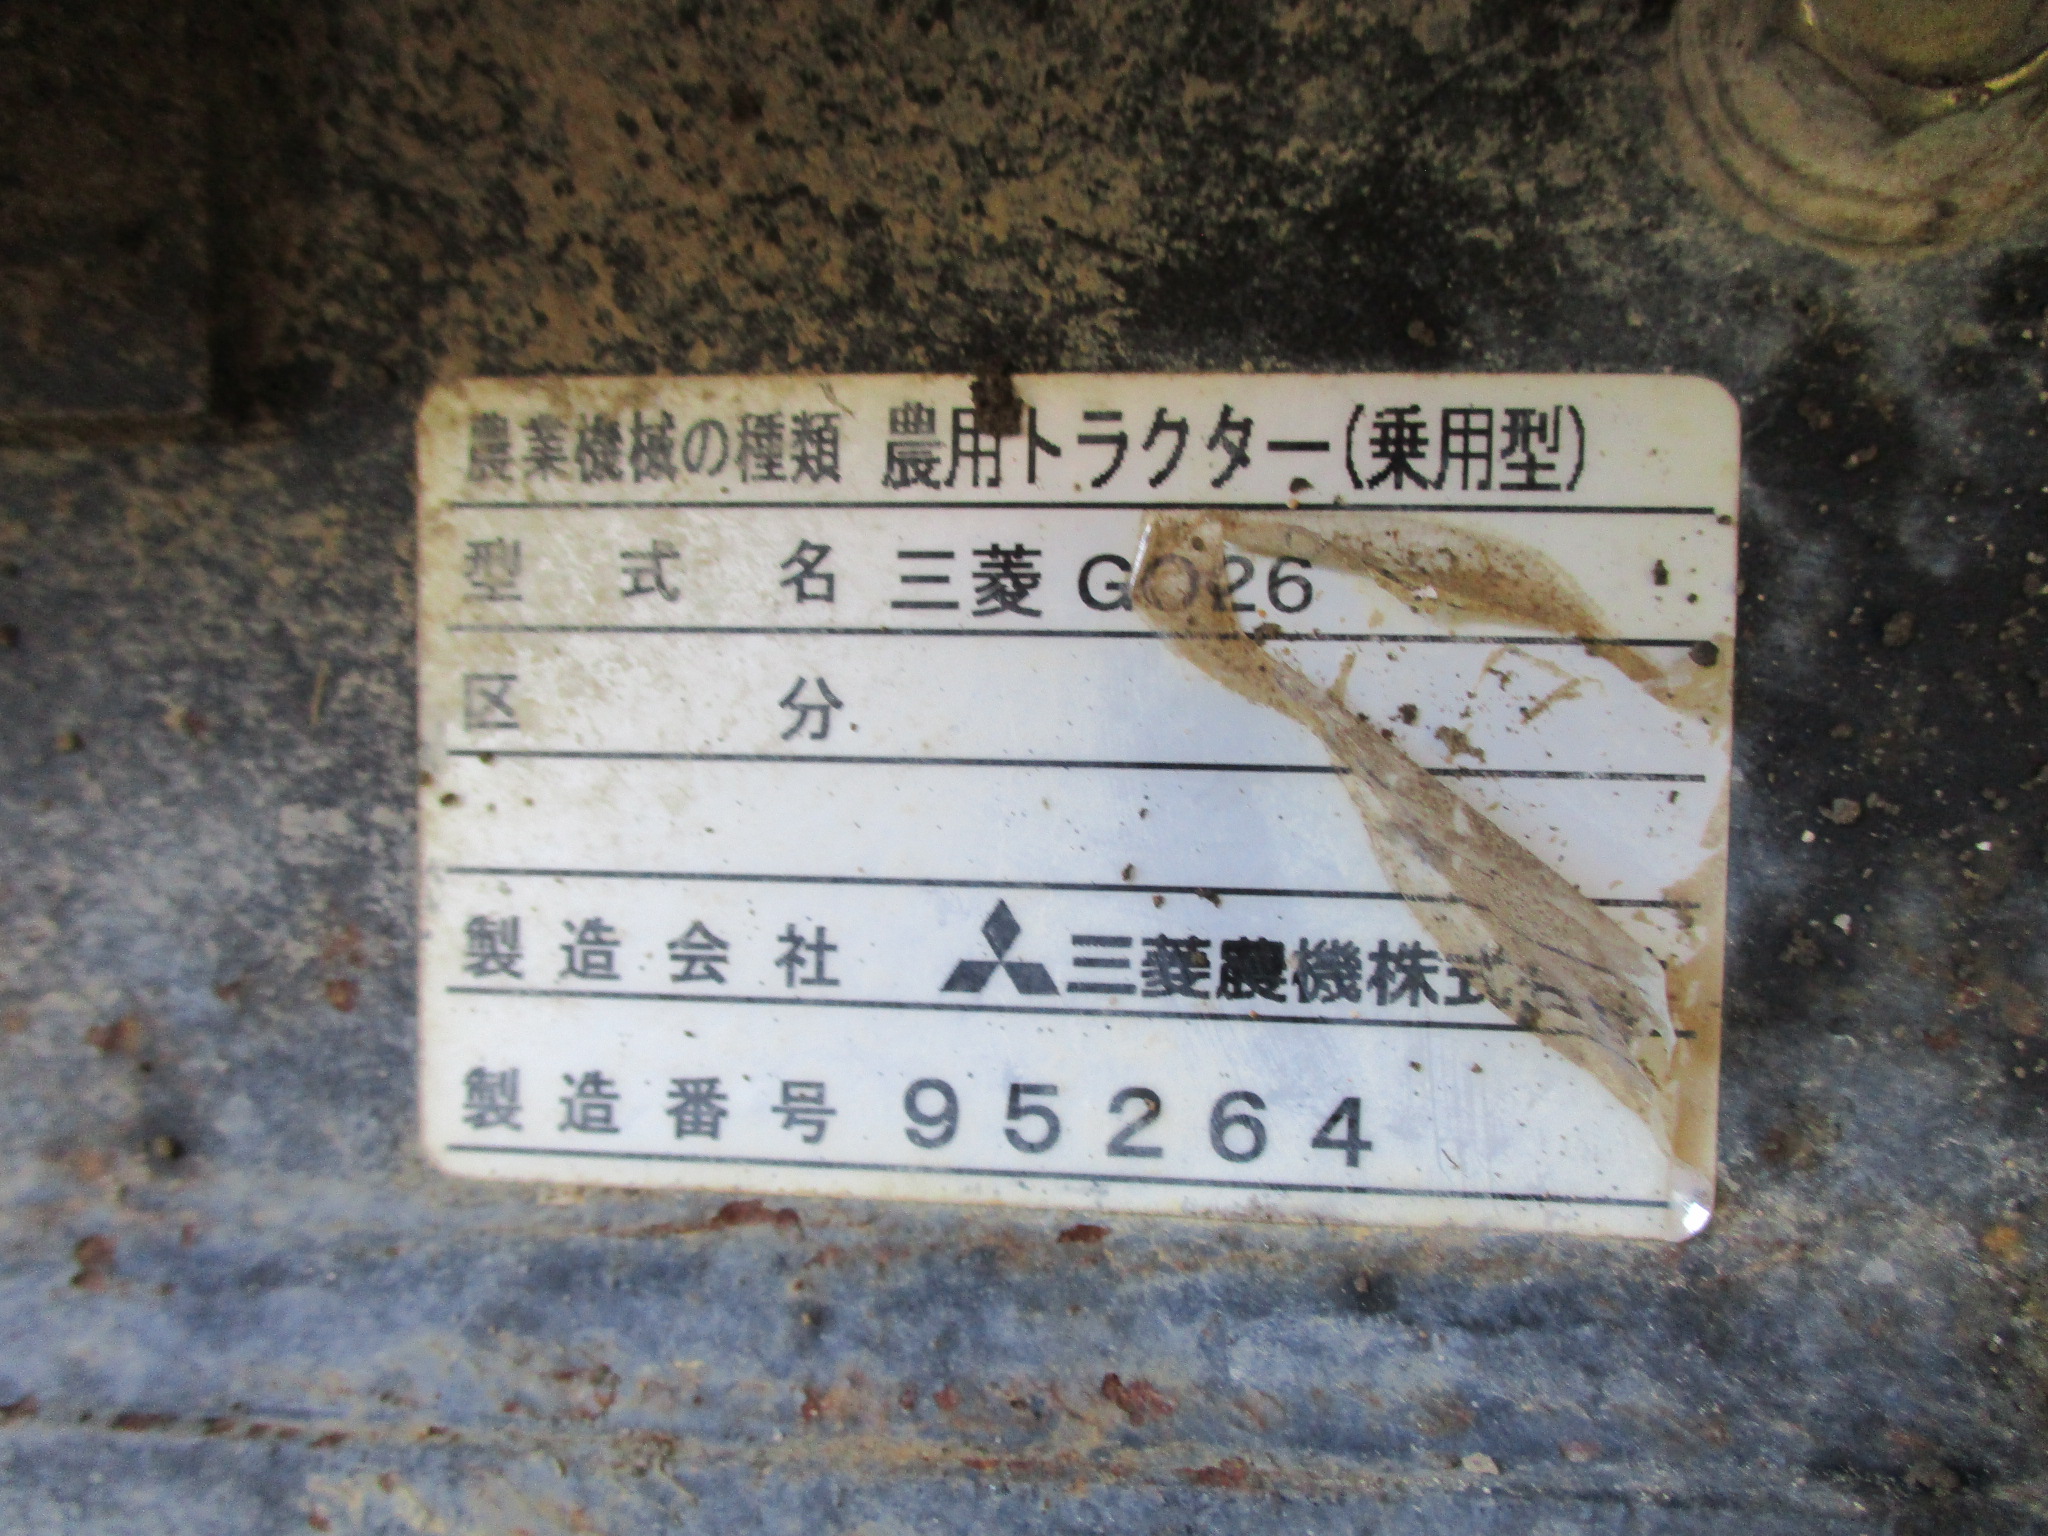 農業機械の種類 農用トラクター(乗用型)
型式名 三菱 GO26
区分
製造会社 三菱農機株式
製造番号 95264